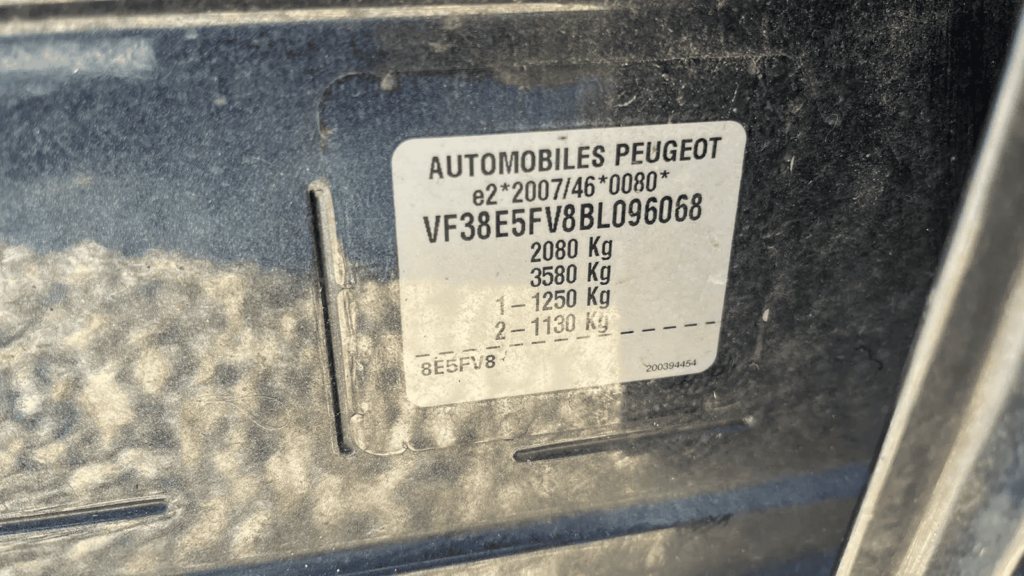 AUTOMOBILES PEUGEOT
e2*2007/46*0080*
VF38E5FV8BL096068
2080 Kg
3580 Kg
1-1250 Kg
2-1130 Kg
8E5FV8
200394454